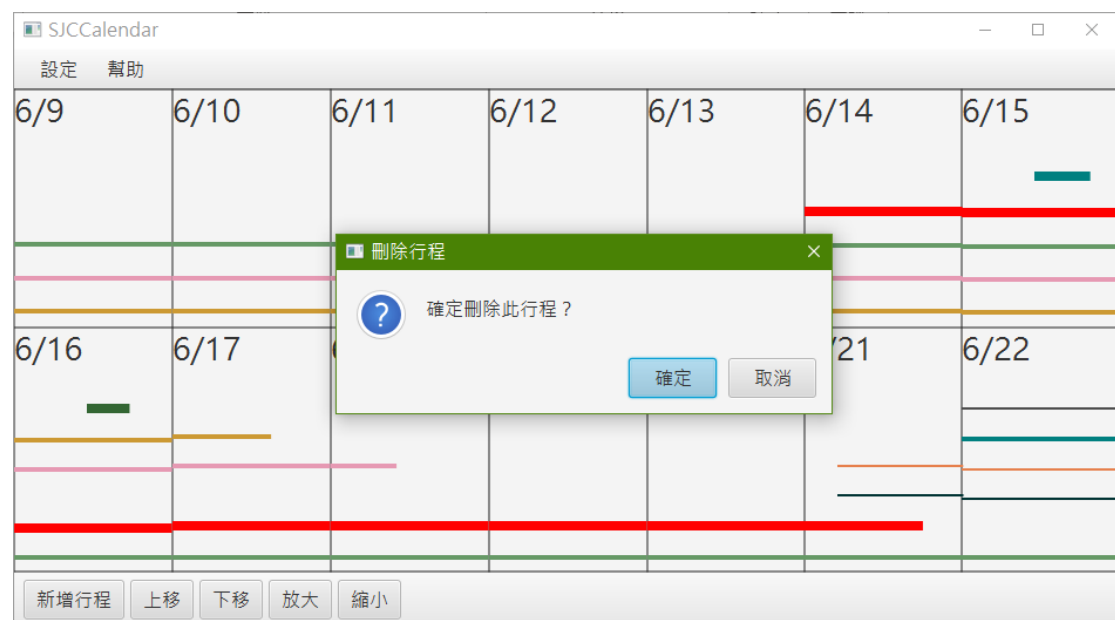 SJCCalendar
設定 幫助
6/9 6/10 6/11 6/12 6/13 6/14 6/15
刪除行程
確定刪除此行程？
確定 取消
6/16 6/17 /21 6/22
新增行程 上移 下移 放大 縮小